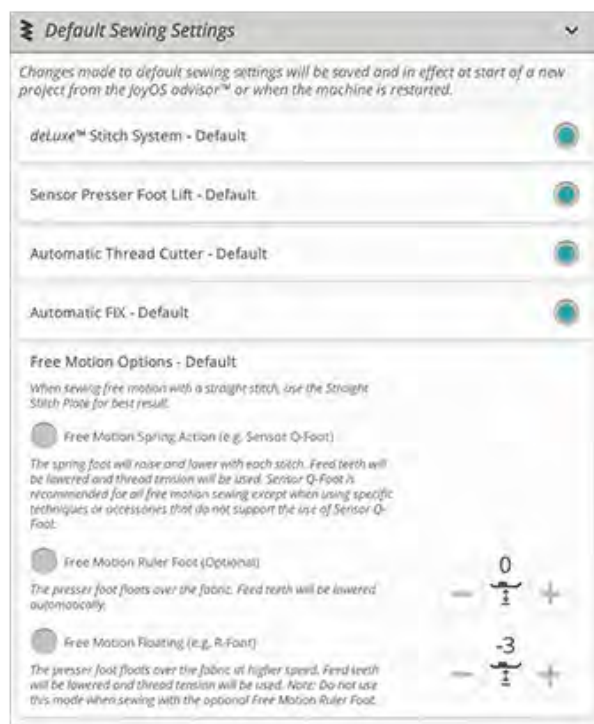 Default Sewing Settings
Changes made to default sewing settings will be saved and in effect at start of a new
project from the JoyOS advisor™ or when the machine is restarted.
deLuxe™ Stitch System - Default
Sensor Presser Foot Lift - Default
Automatic Thread Cutter - Default
Automatic FIX - Default
Free Motion Options - Default
When sewing free motion with a straight stitch, use the Straight
Stitch Plate for best result.
Free Motion Spring Action (e.g. Sensor Q-Foot)
The spring foot will raise and lower with each stitch. Feed teeth will
be lowered and thread tension will be used. Sensor Q-Foot is
recommended for all free motion sewing except when using specific
techniques or accessories that do not support the use of Sensor Q-
Foot.
Free Motion Ruler Foot (Optional)
0
The presser foot floats over the fabric. Feed teeth will be lowered
automatically.
Free Motion Floating (e.g. R-Foot)
-3
The presser foot floats over the fabric at higher speed. Feed teeth
will be lowered and thread tension will be used. Note: Do not use
this mode when sewing with the optional Free Motion Ruler Foot.